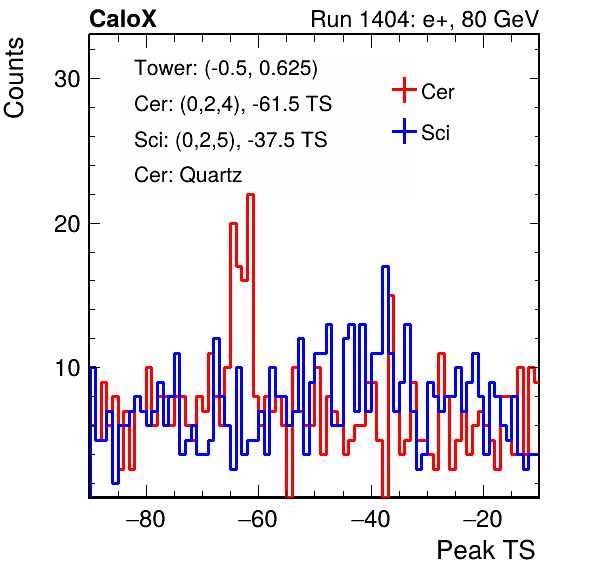 CaloX Run 1404: e+, 80 GeV
Counts
Tower: (-0.5, 0.625)
Cer: (0,2,4), -61.5 TS
Sci: (0,2,5), -37.5 TS
Cer: Quartz
Cer
Sci
30
20
10
−80 −60 −40 −20
Peak TS